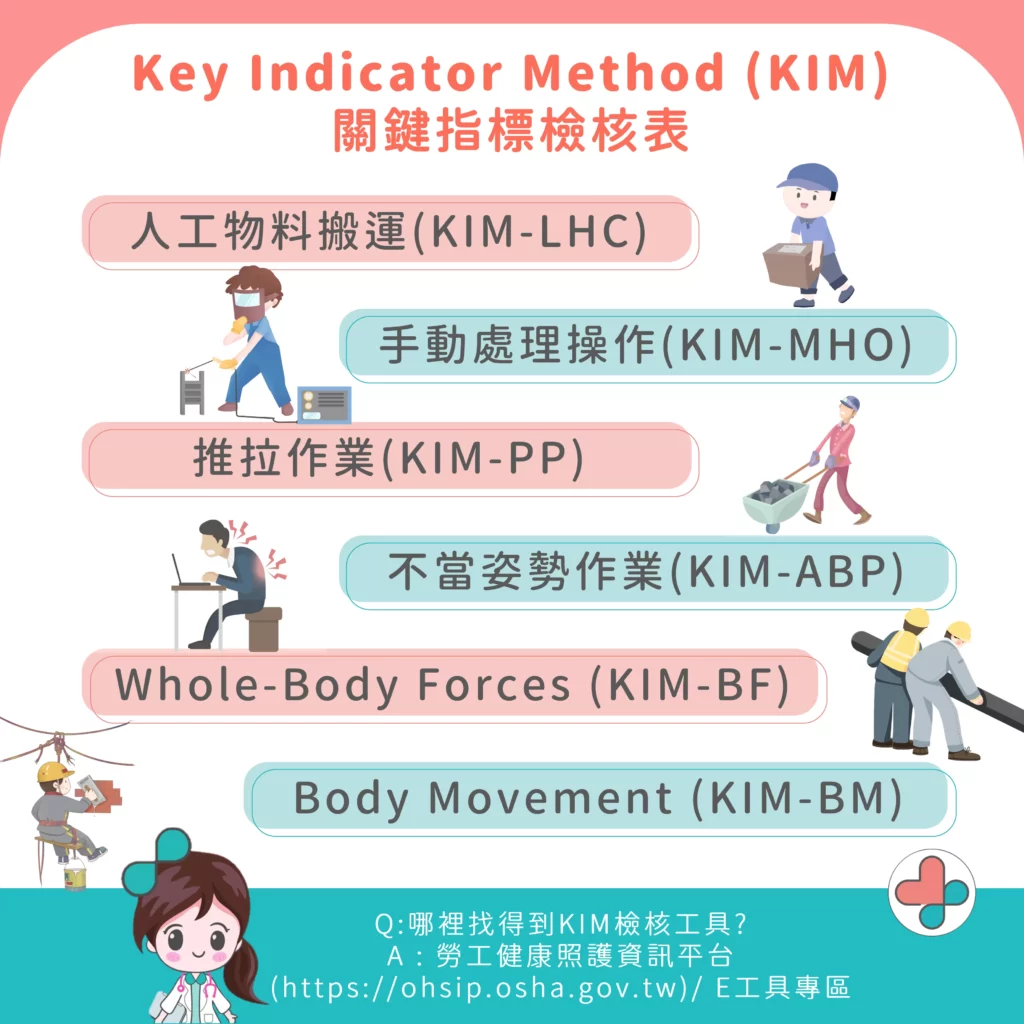 Key Indicator Method (KIM)
關鍵指標檢核表
人工物料搬運(KIM-LHC)
手動處理操作(KIM-MHO)
推拉作業(KIM-PP)
不當姿勢作業(KIM-ABP)
Whole-Body Forces (KIM-BF)
Body Movement (KIM-BM)
Q:哪裡找得到KIM檢核工具?
A：勞工健康照護資訊平台
(https://ohsip.osha.gov.tw)/ E工具專區